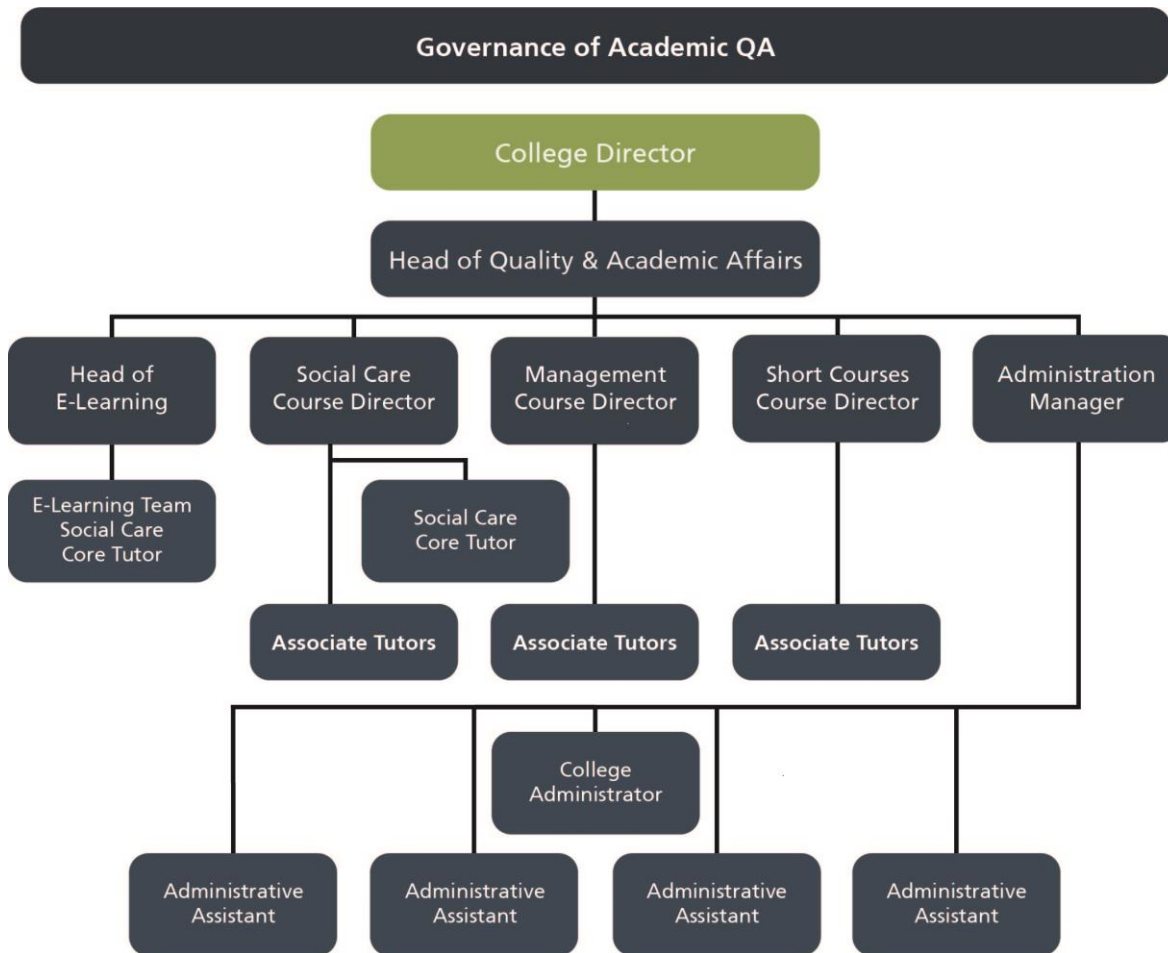 Governance of Academic QA
College Director
Head of Quality & Academic Affairs
Head of
E-Learning
Social Care
Course Director
Management
Course Director
Short Courses
Course Director
Administration
Manager
E-Learning Team
Social Care
Core Tutor
Social Care
Core Tutor
Associate Tutors
Associate Tutors
Associate Tutors
College
Administrator
Administrative
Assistant
Administrative
Assistant
Administrative
Assistant
Administrative
Assistant